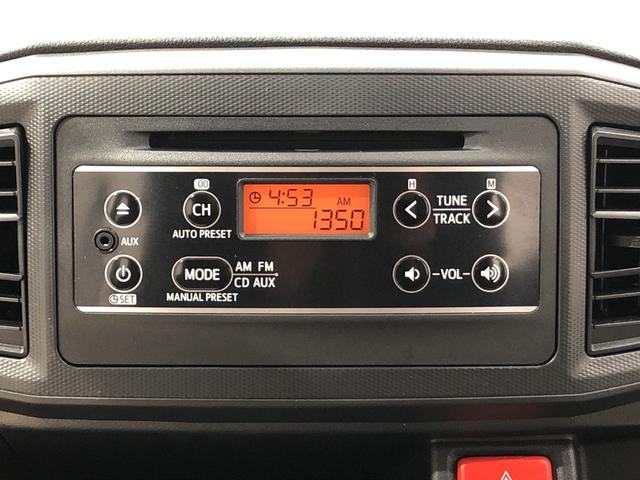 :00
CH
AUTO PRESET
4:53
AM
1350
H
M
TUNE
TRACK
AUX
MODE
AM FM
CD AUX
MANUAL PRESET
-VOL-
SET